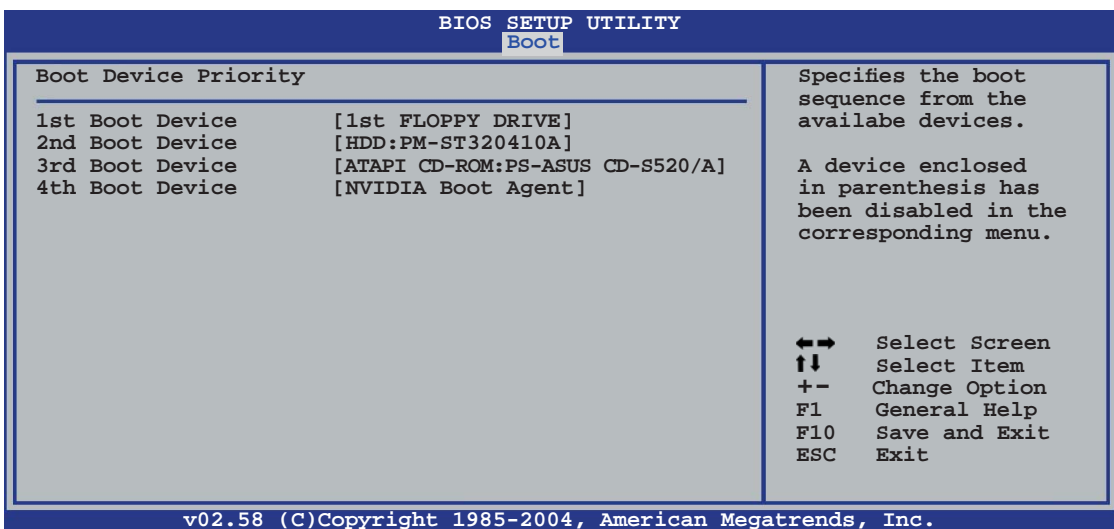 BIOS SETUP UTILITY
Boot
Boot Device Priority
1st Boot Device [1st FLOPPY DRIVE]
2nd Boot Device [HDD:PM-ST320410A]
3rd Boot Device [ATAPI CD-ROM:PS-ASUS CD-S520/A]
4th Boot Device [NVIDIA Boot Agent]
Specifies the boot
sequence from the
availabe devices.
A device enclosed
in parenthesis has
been disabled in the
corresponding menu.
←→ Select Screen
↑↓ Select Item
+- Change Option
F1 General Help
F10 Save and Exit
ESC Exit
v02.58 (C)Copyright 1985-2004, American Megatrends, Inc.